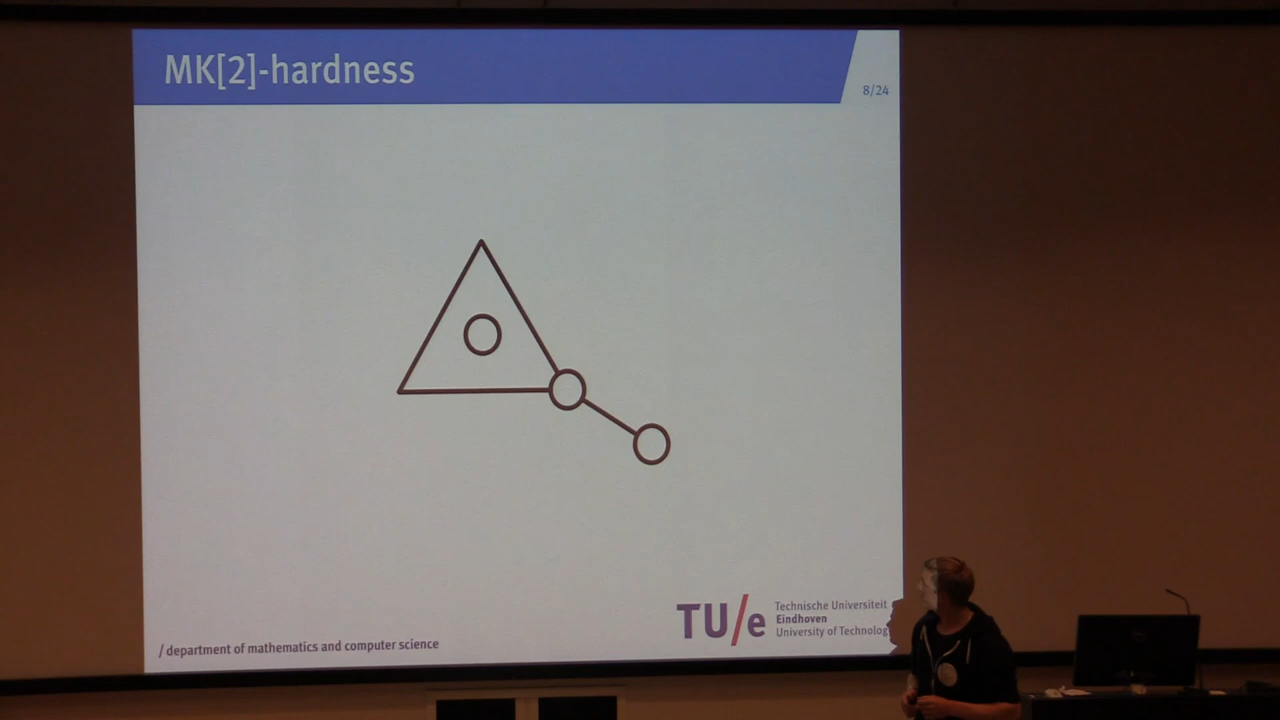 MK[2]-hardness
8/24
TU/e
Technische Universiteit
Eindhoven
University of Technolog
/ department of mathematics and computer science